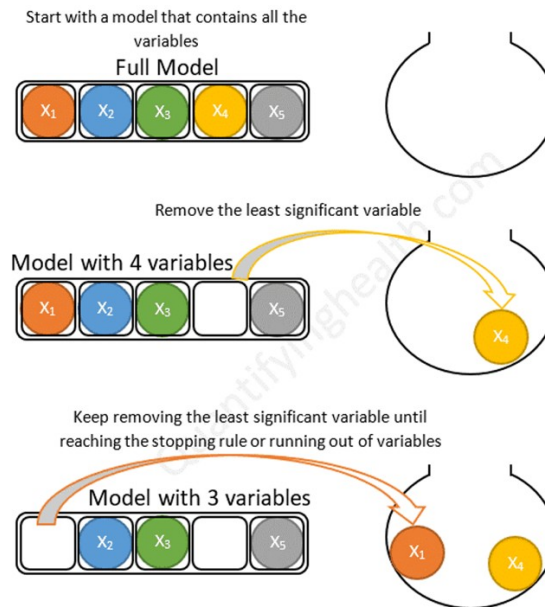 Start with a model that contains all the
variables
Full Model
X₁ X₂ X₃ X₄ X₅
Remove the least significant variable
Model with 4 variables
X₁ X₂ X₃ X₅
X₄
Keep removing the least significant variable until
reaching the stopping rule or running out of variables
Model with 3 variables
X₂ X₃ X₅
X₁ X₄
Quantifyinghealth.com